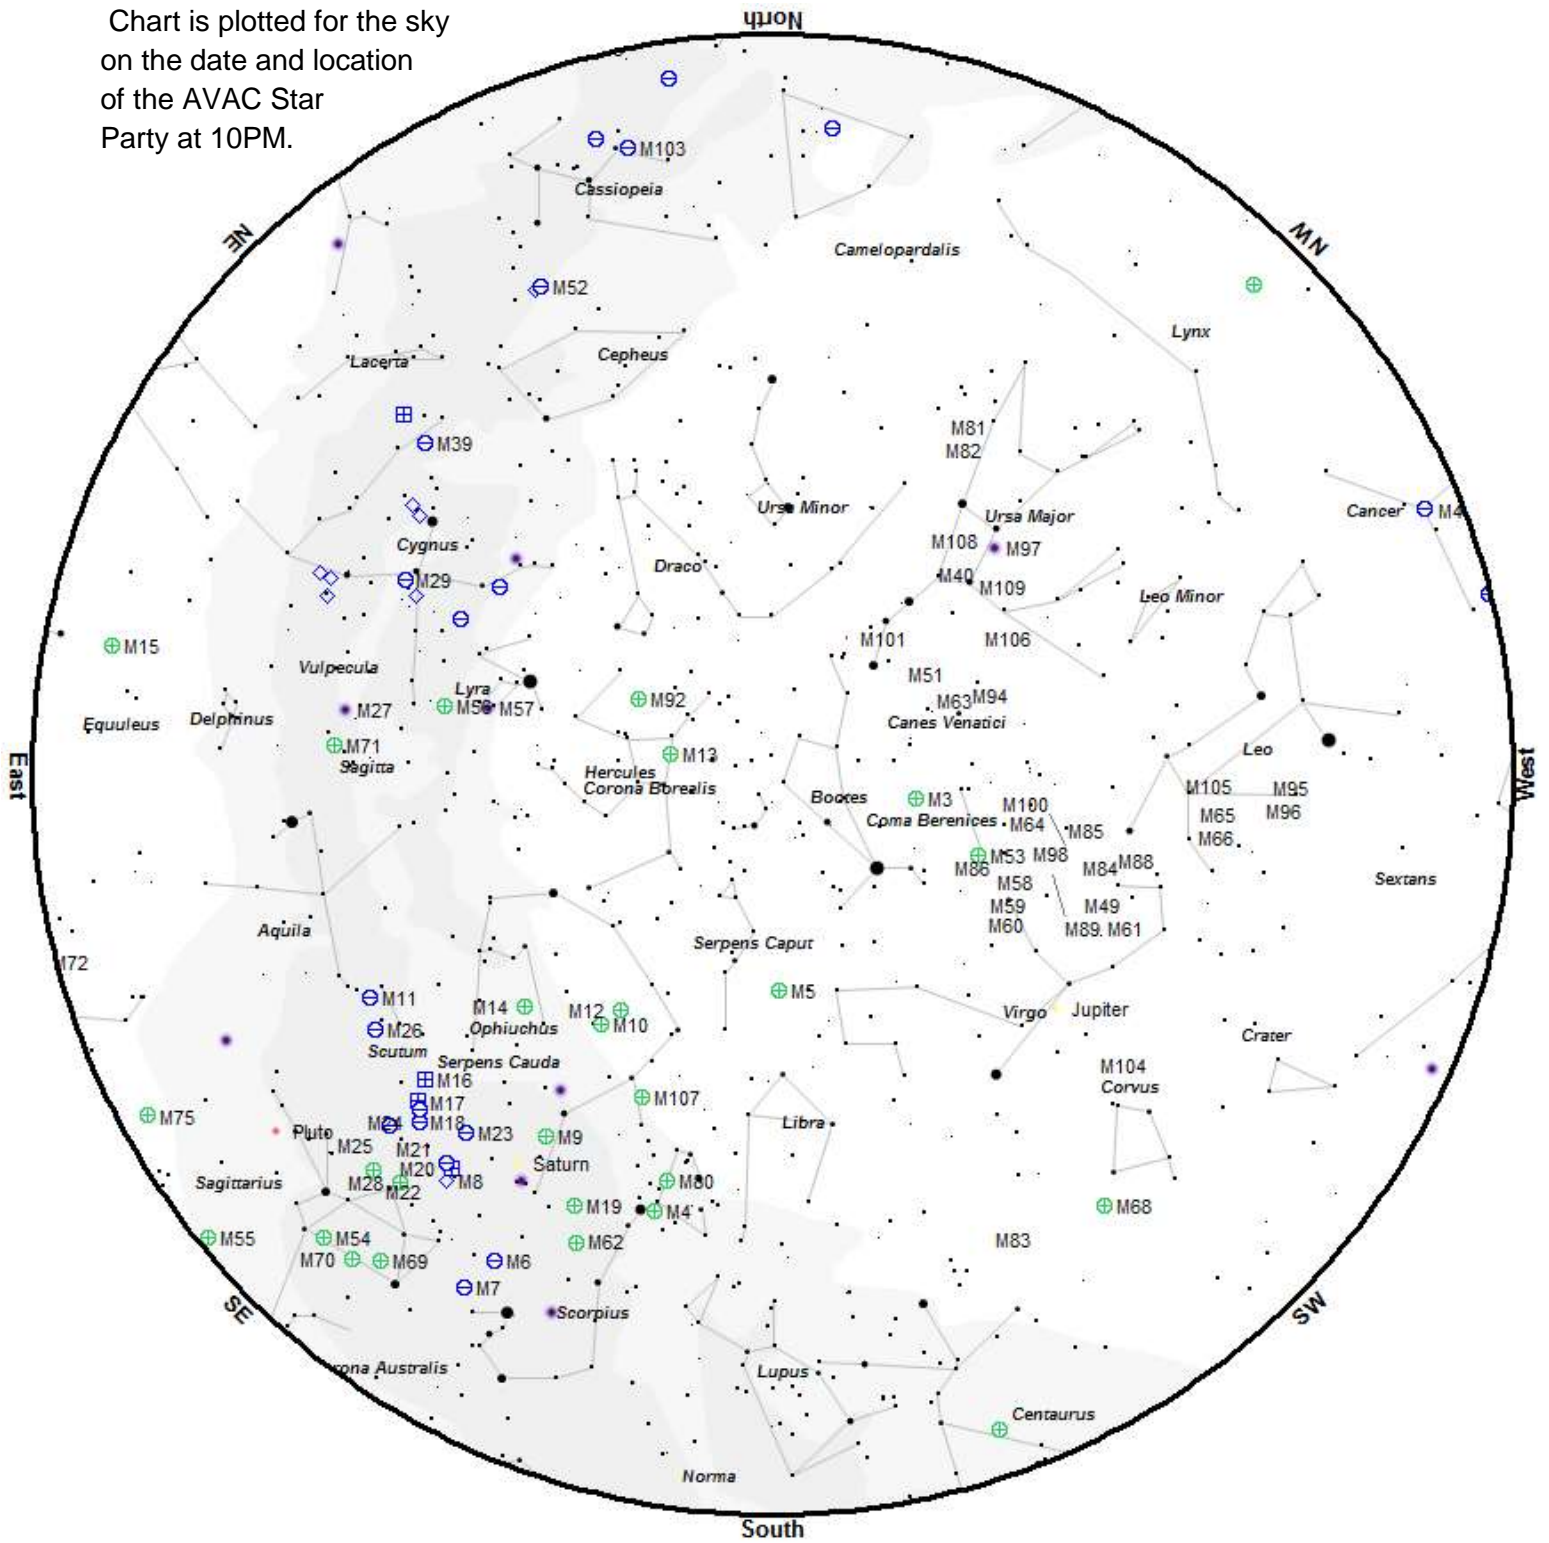 Chart is plotted for the sky
on the date and location
of the AVAC Star
Party at 10PM.
North
M103
Cassiopeia
NE
NW
Camelopardalis
M52
Lynx
Cepheus
Lacerta
M81
M39
M82
Ursa Minor
Cancer
M4
Ursa Major
Cygnus
M108
M97
Draco
M29
M40
M109
Leo Minor
M15
M101
M106
Vulpecula
M51
Lyra
M92
M63
M94
M27
M56
M57
Equuleus
Delphinus
Canes Venatici
M71
M13
Leo
East
West
Sagitta
Hercules
Corona Borealis
M105
M95
Bootes
M3
M100
M65
M96
Coma Berenices
M64
M85
M66
M53
M98
M86
M84
M88
M58
Sextans
M59
M49
M60
M89
M61
Aquila
Serpens Caput
M72
M5
M11
M14
M12
Virgo
Jupiter
M26
Ophiuchus
M10
Crater
Scutum
Serpens Cauda
M104
M16
Corvus
M17
M107
M75
M24
M18
Libra
Pluto
M23
M9
M25
M21
Saturn
M20
Sagittarius
M28
M22
M8
M80
M19
M4
M68
M55
M54
M62
M83
M70
M69
M6
M7
SE
SW
Scorpius
rona Australis
Lupus
Centaurus
Norma
South